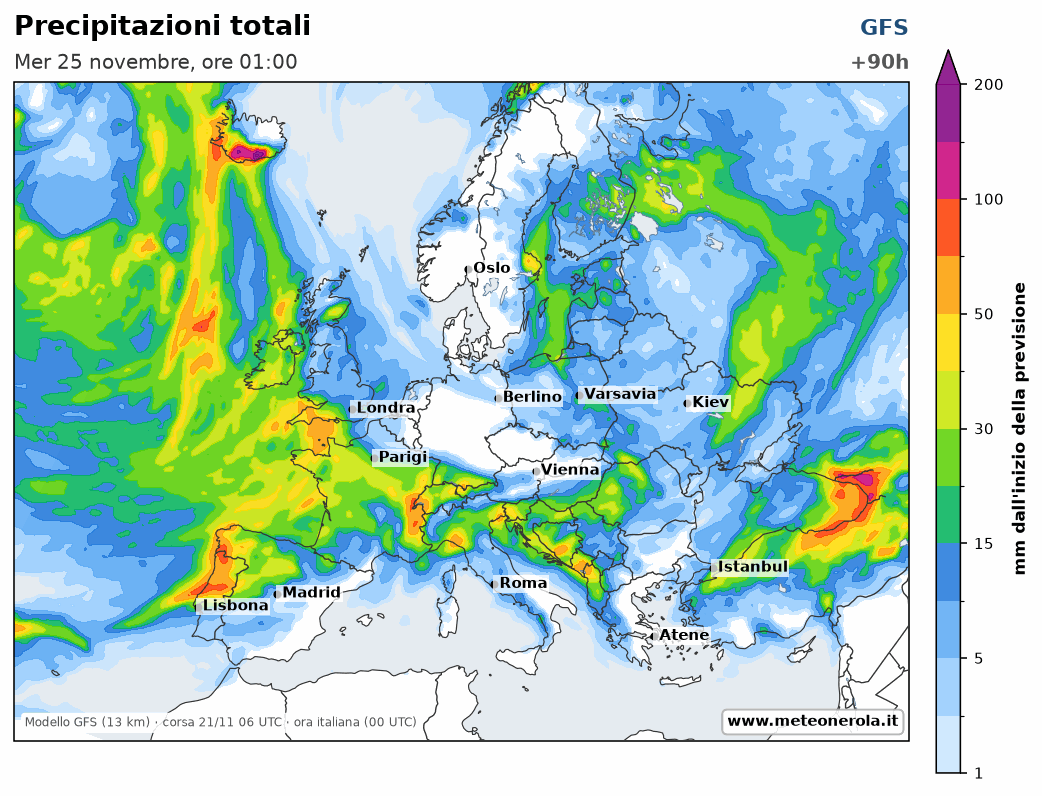 Precipitazioni totali
GFS
Mer 25 novembre, ore 01:00
+90h
200
100
50
30
15
5
1
mm dall'inizio della previsione
Oslo
Londra
Berlino
Varsavia
Kiev
Parigi
Vienna
Istanbul
Roma
Madrid
Lisbona
Atene
Modello GFS (13 km) · corsa 21/11 06 UTC · ora italiana (00 UTC)
www.meteonerola.it